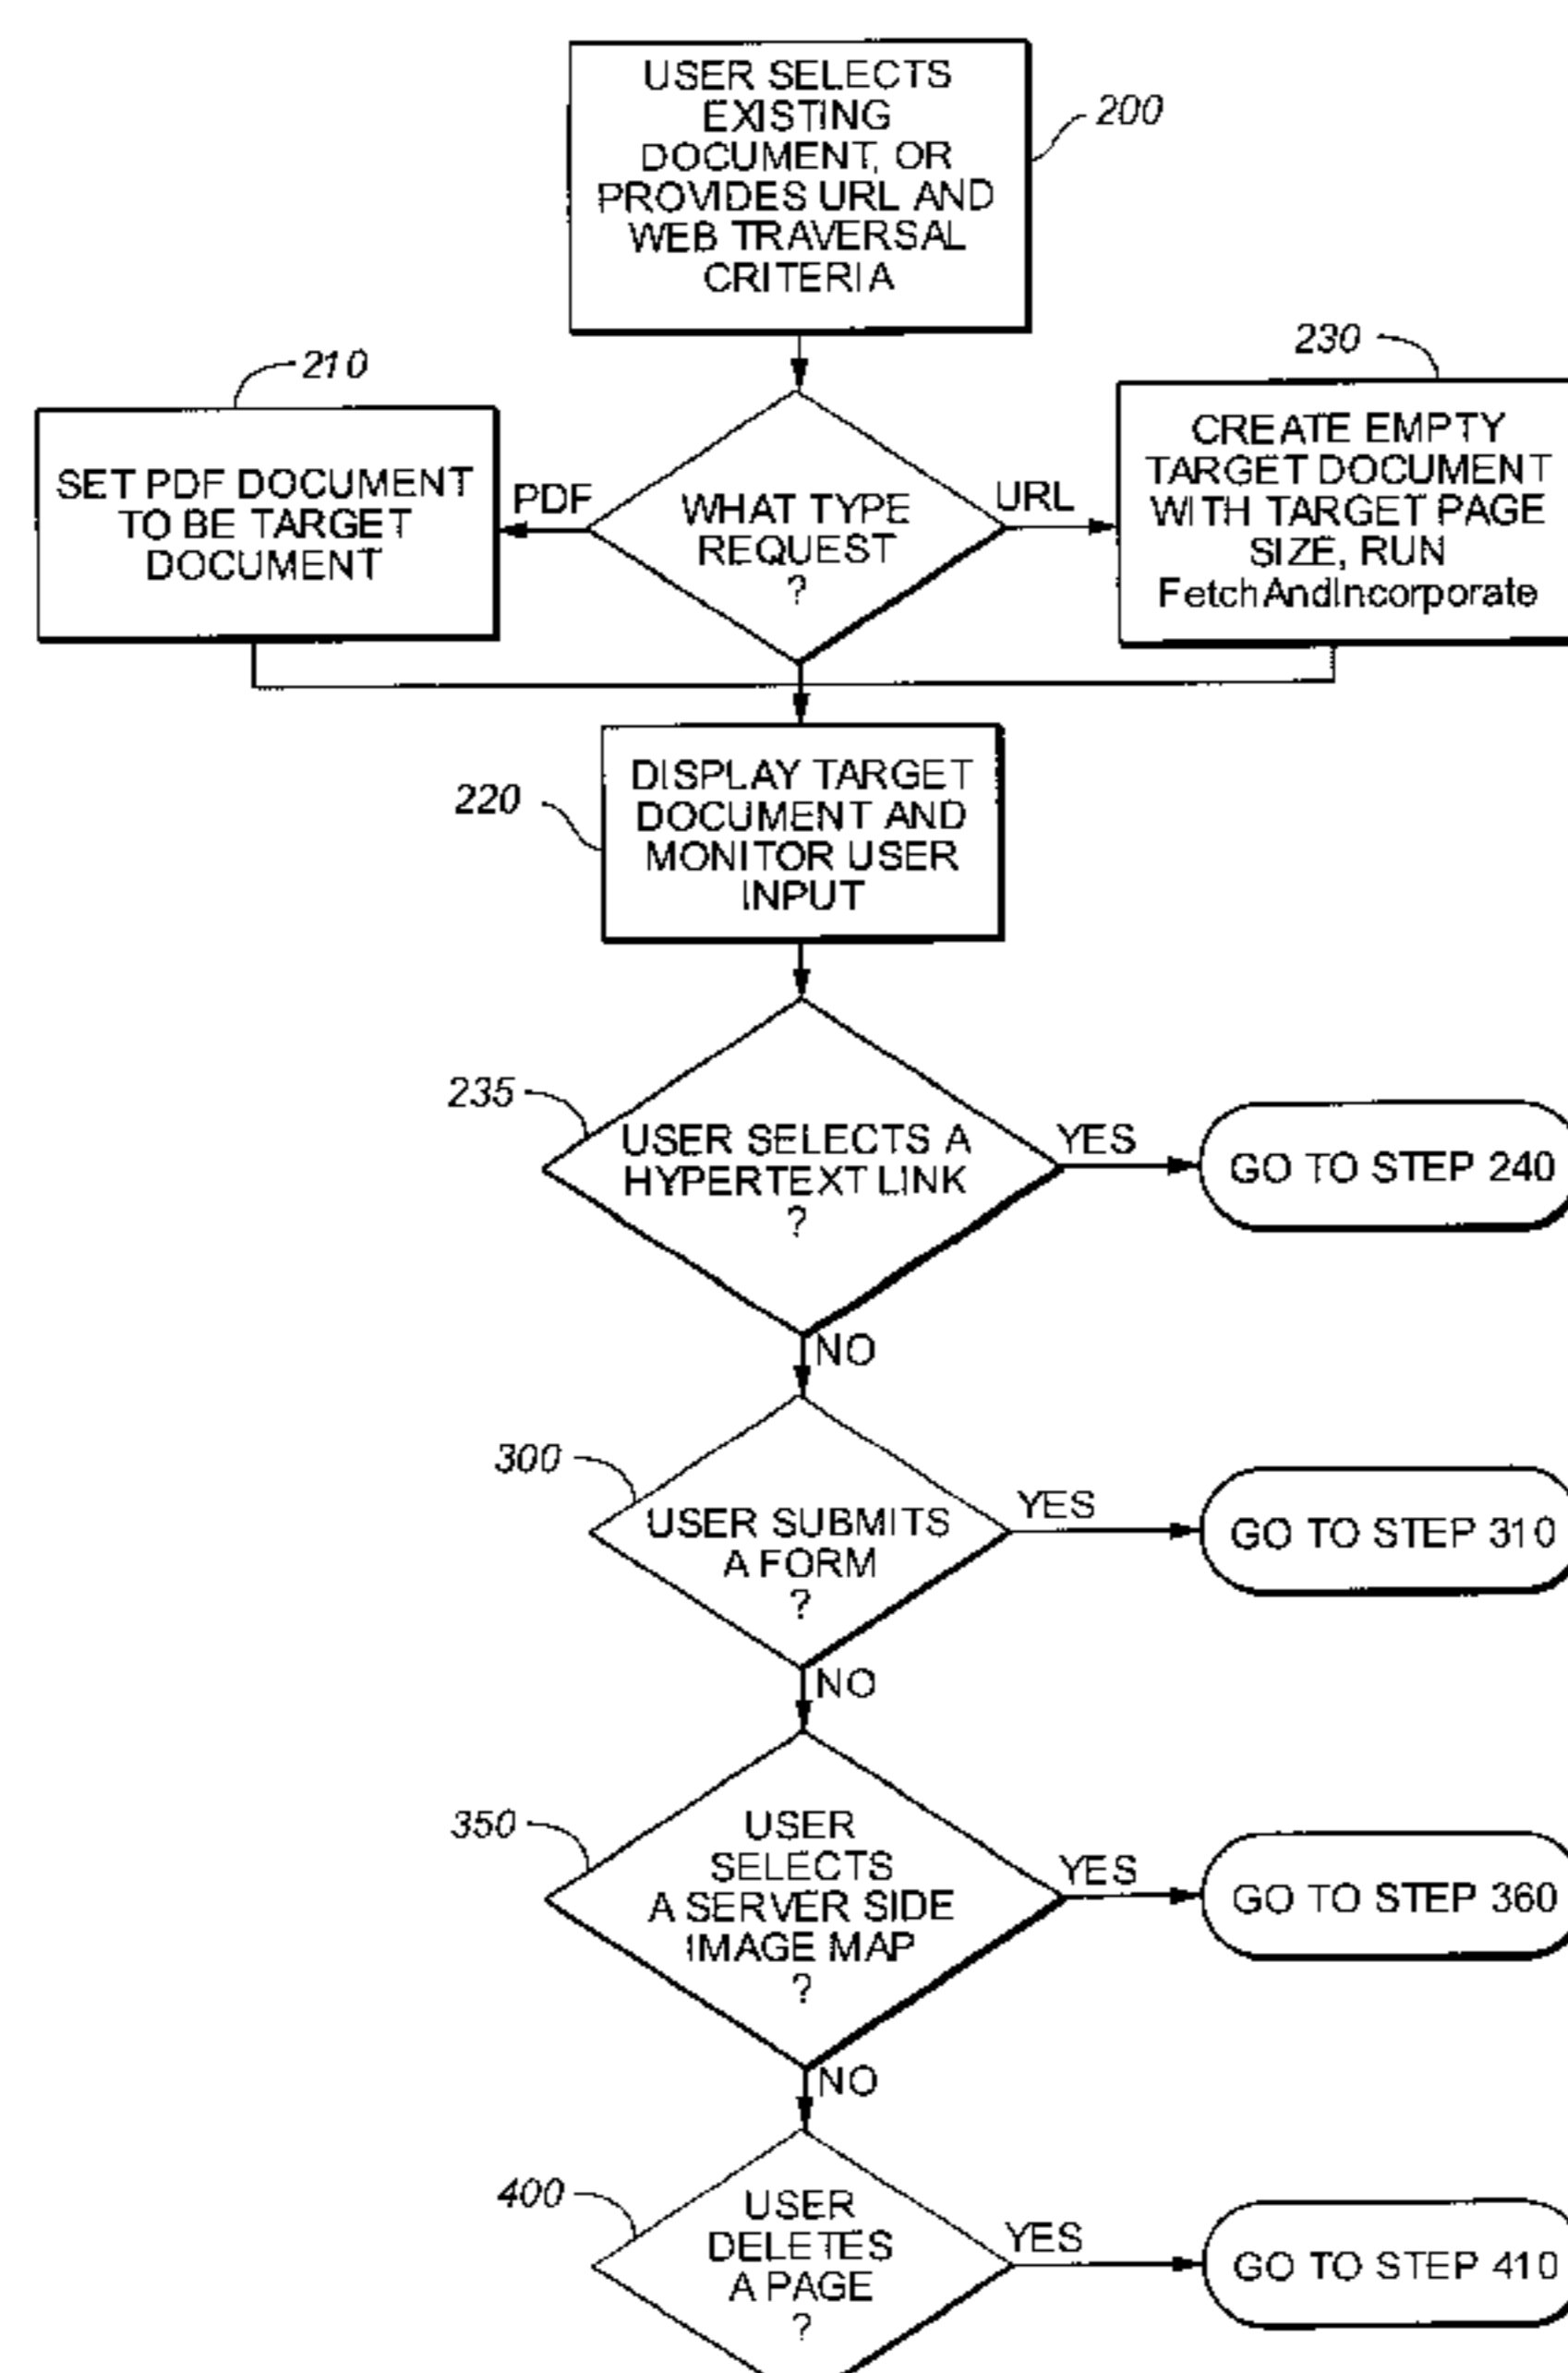 USER SELECTS
EXISTING
DOCUMENT, OR
PROVIDES URL AND
WEB TRAVERSAL
CRITERIA
200
210
230
SET PDF DOCUMENT
TO BE TARGET
DOCUMENT
PDF
WHAT TYPE
REQUEST
?
URL
CREATE EMPTY
TARGET DOCUMENT
WITH TARGET PAGE
SIZE, RUN
FetchAndIncorporate
220
DISPLAY TARGET
DOCUMENT AND
MONITOR USER
INPUT
235
USER SELECTS A
HYPERTEXT LINK
?
YES
GO TO STEP 240
NO
300
USER SUBMITS
A FORM
?
YES
GO TO STEP 310
NO
350
USER
SELECTS
A SERVER SIDE
IMAGE MAP
?
YES
GO TO STEP 360
NO
400
USER
DELETES
A PAGE
?
YES
GO TO STEP 410